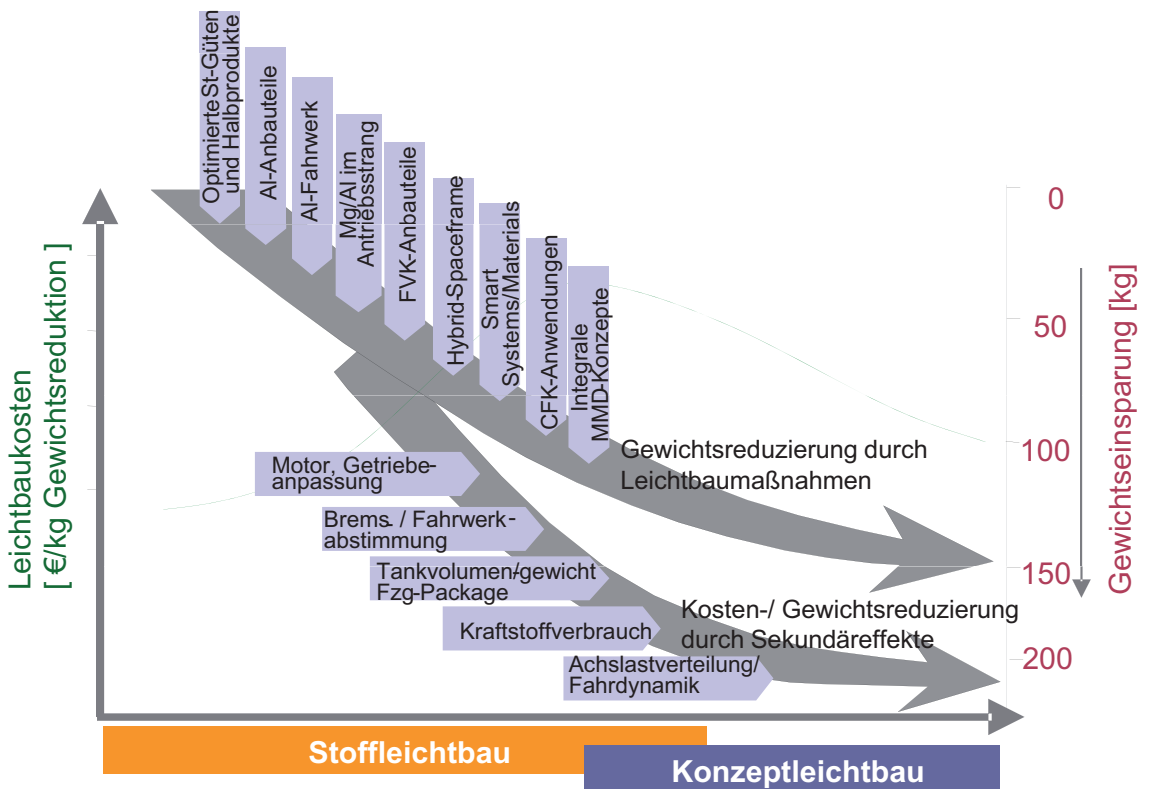 Optimierte St-Güten
und Halbprodukte
Al-Anbauteile
Al-Fahrwerk
Mg/Al im
Antriebsstrang
FVK-Anbauteile
Hybrid-Spaceframe
Smart
Systems/Materials
CFK-Anwendungen
Integrale
MMD-Konzepte
Leichtbaukosten
[ €/kg Gewichtsreduktion ]
0
50
100
150
200
Gewichtseinsparung [kg]
Gewichtsreduzierung durch
Leichtbaumaßnahmen
Motor, Getriebe-
anpassung
Brems- / Fahrwerk-
abstimmung
Tankvolumen/-gewicht
Fzg-Package
Kraftstoffverbrauch
Achslastverteilung/
Fahrdynamik
Kosten-/ Gewichtsreduzierung
durch Sekundäreffekte
Stoffleichtbau
Konzeptleichtbau